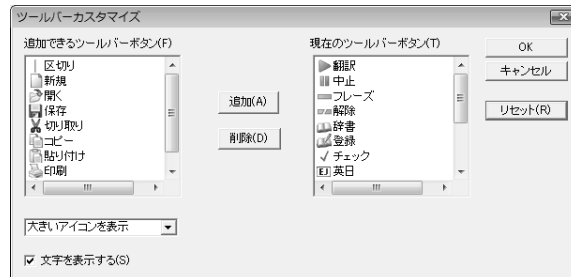 ツールバーカスタマイズ
追加できるツールバーボタン(F)
区切り
新規
開く
保存
切り取り
コピー
貼り付け
印刷
追加(A)
削除(D)
現在のツールバーボタン(T)
翻訳
中止
フレーズ
解除
辞書
登録
チェック
EJ 英日
OK
キャンセル
リセット(R)
大きいアイコンを表示
文字を表示する(S)